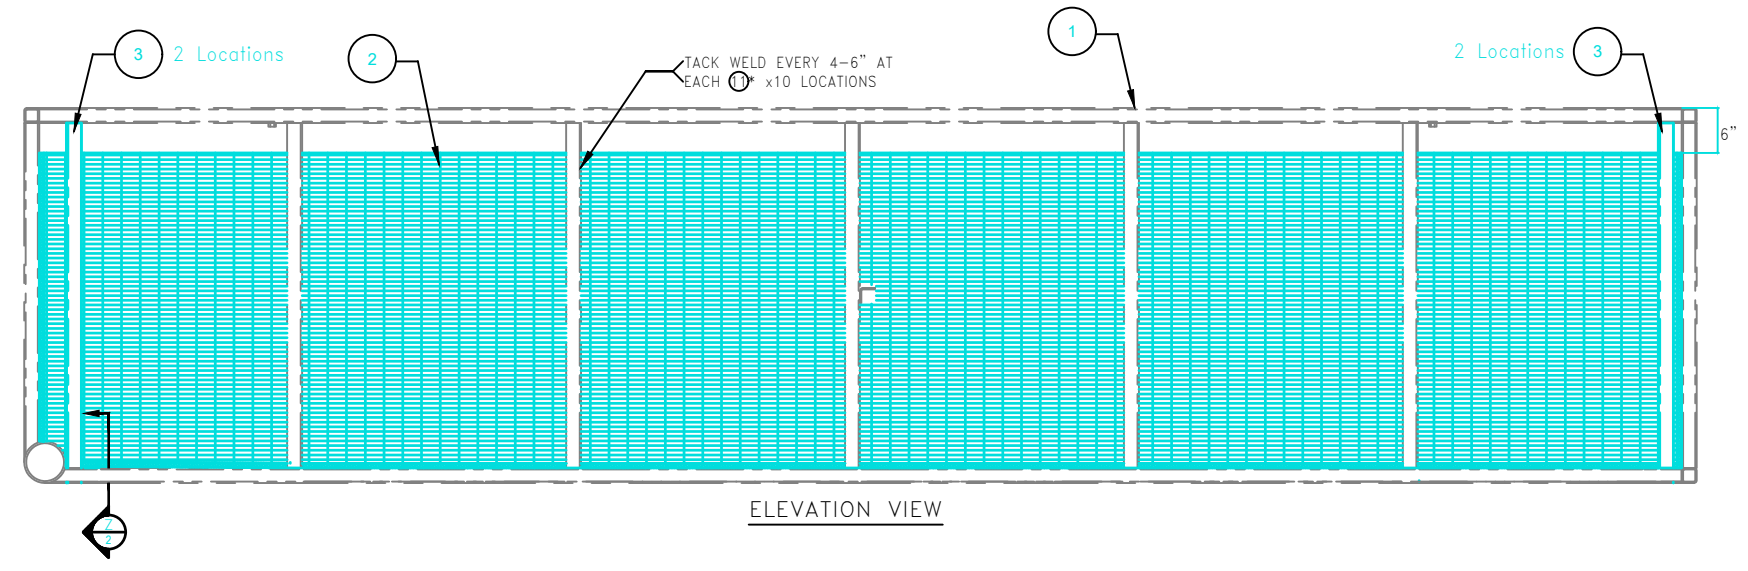 3 2 Locations
2
TACK WELD EVERY 4-6" AT
EACH 11* x10 LOCATIONS
1
2 Locations 3
6"
ELEVATION VIEW
Z
2